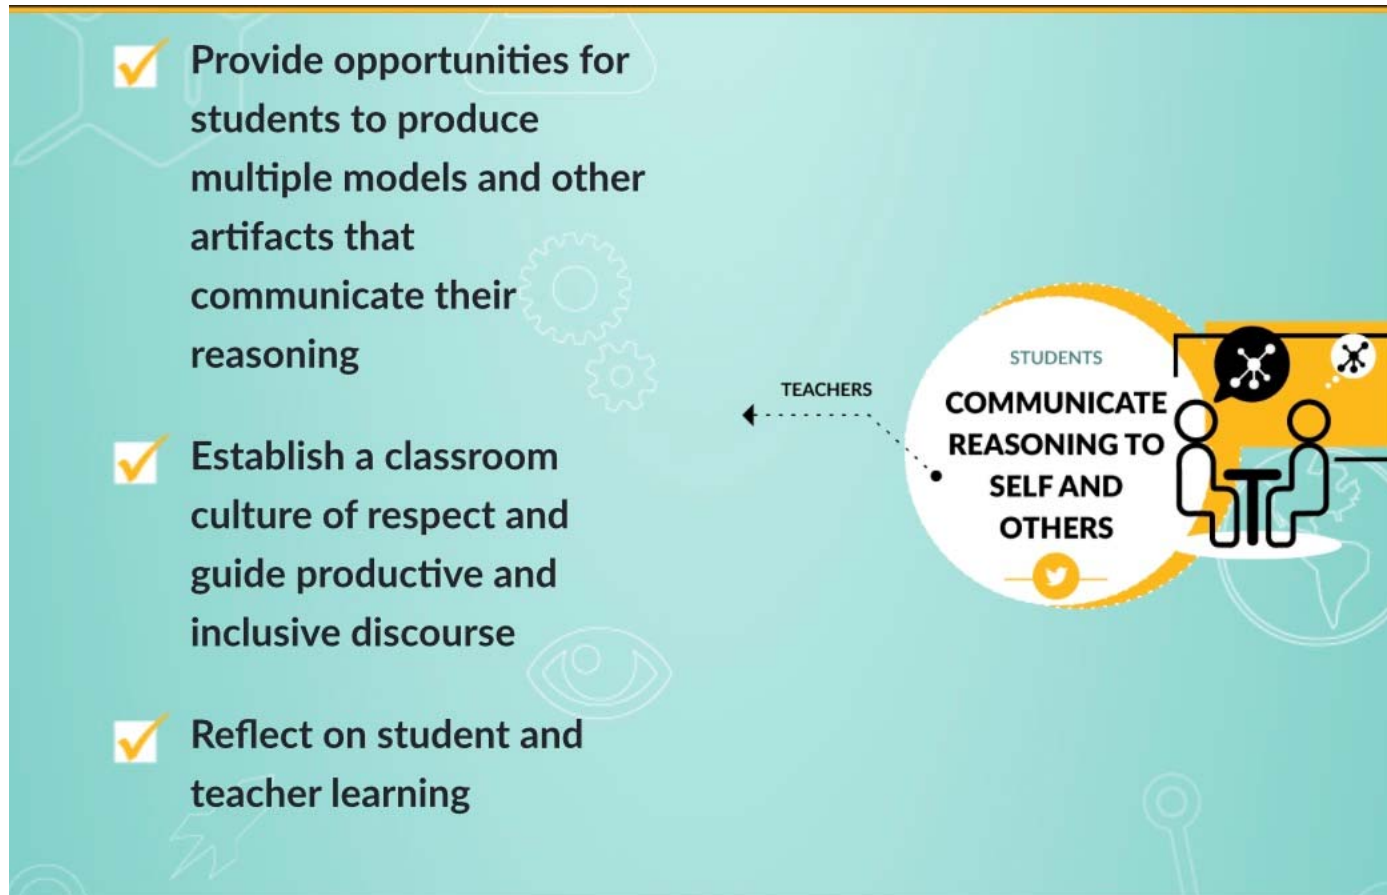 Provide opportunities for
students to produce
multiple models and other
artifacts that
communicate their
reasoning
Establish a classroom
culture of respect and
guide productive and
inclusive discourse
Reflect on student and
teacher learning
TEACHERS
STUDENTS
COMMUNICATE
REASONING TO
SELF AND
OTHERS